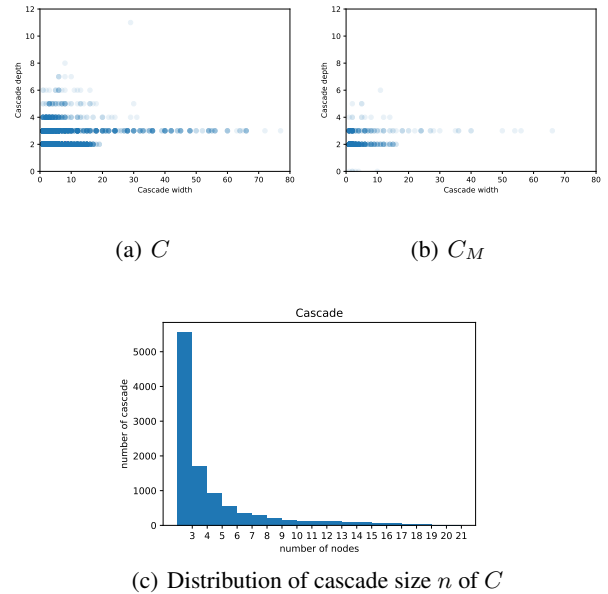 12
10
8
6
4
2
0
Cascade depth
0 10 20 30 40 50 60 70 80
Cascade width
(a) C
12
10
8
6
4
2
0
Cascade depth
0 10 20 30 40 50 60 70 80
Cascade width
(b) C_M
Cascade
5000
4000
3000
2000
1000
0
number of cascade
3 4 5 6 7 8 9 10 11 12 13 14 15 16 17 18 19 20 21
number of nodes
(c) Distribution of cascade size n of C